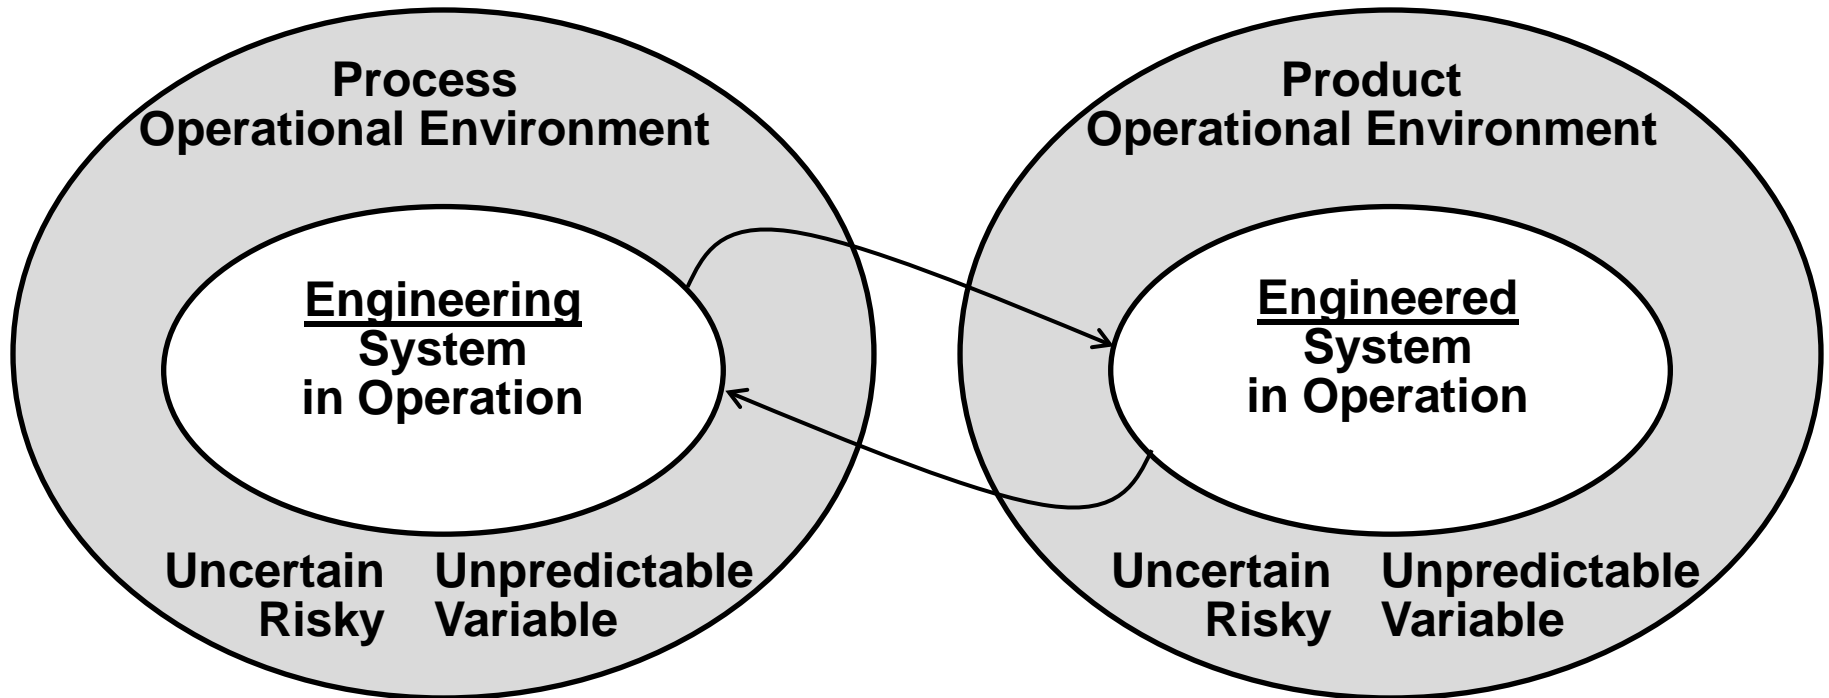 Process
Operational Environment
Engineering
System
in Operation
Uncertain Unpredictable
Risky Variable
Product
Operational Environment
Engineered
System
in Operation
Uncertain Unpredictable
Risky Variable